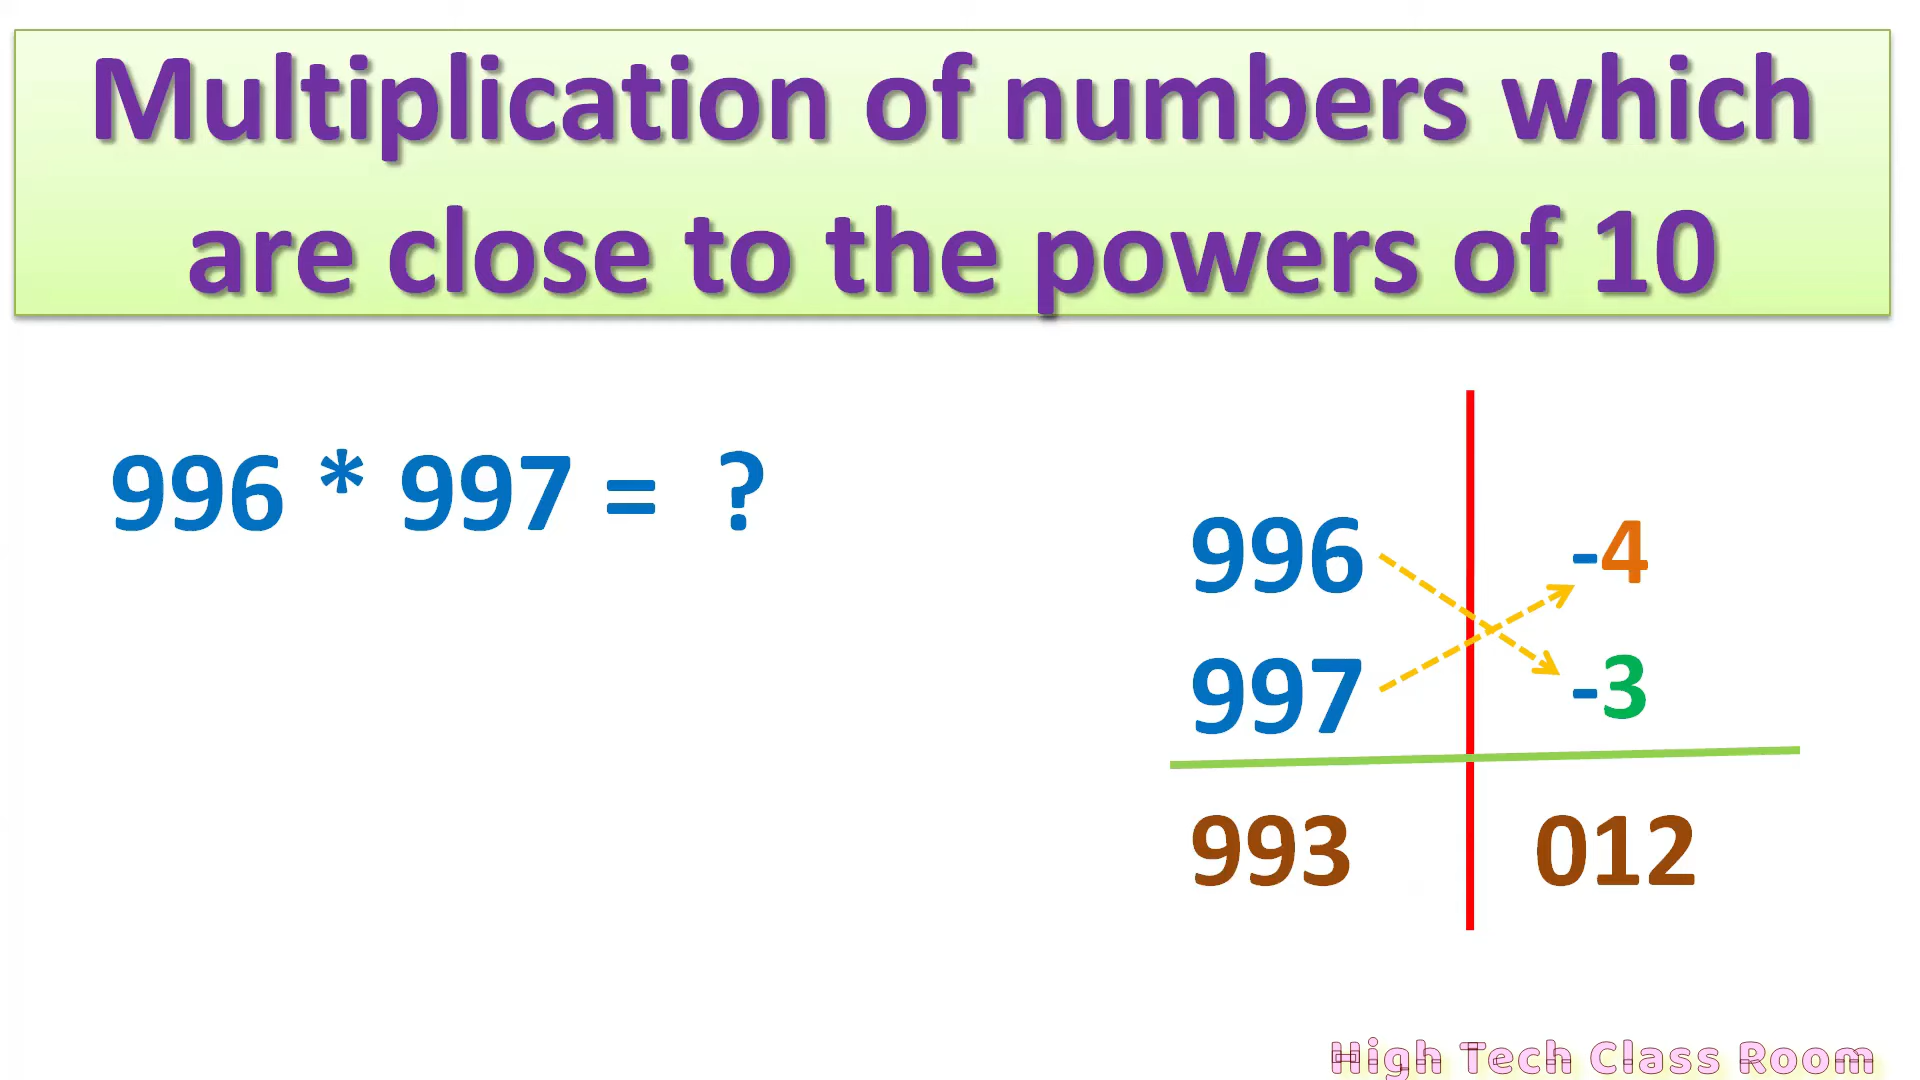 Multiplication of numbers which
are close to the powers of 10
996 * 997 = ?
996 -4
997 -3
993 012
High Tech Class Room